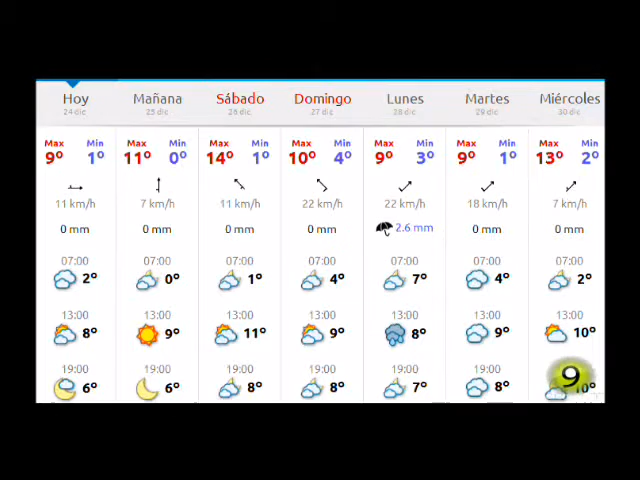 Hoy Mañana Sábado Domingo Lunes Martes Miércoles
24 dic 25 dic 26 dic 27 dic 28 dic 29 dic 30 dic
Max Min Max Min Max Min Max Min Max Min Max Min Max Min
9º 1º 11º 0º 14º 1º 10º 4º 9º 3º 9º 1º 13º 2º
11 km/h 7 km/h 11 km/h 22 km/h 22 km/h 18 km/h 7 km/h
0 mm 0 mm 0 mm 0 mm 2.6 mm 0 mm 0 mm
07:00 07:00 07:00 07:00 07:00 07:00 07:00
2º 0º 1º 4º 7º 4º 2º
13:00 13:00 13:00 13:00 13:00 13:00 13:00
8º 9º 11º 9º 8º 9º 10º
19:00 19:00 19:00 19:00 19:00 19:00
6º 6º 8º 8º 7º 8º 9